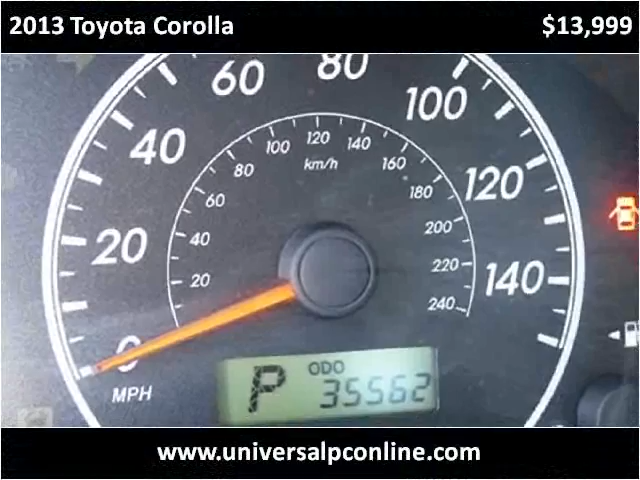 2013 Toyota Corolla $13,999
60 80 100
40 120
20 140
0
MPH
100 120 140
80 km/h 160
60 180
40 200
20 220
240
P ODO 35562
www.universalpconline.com